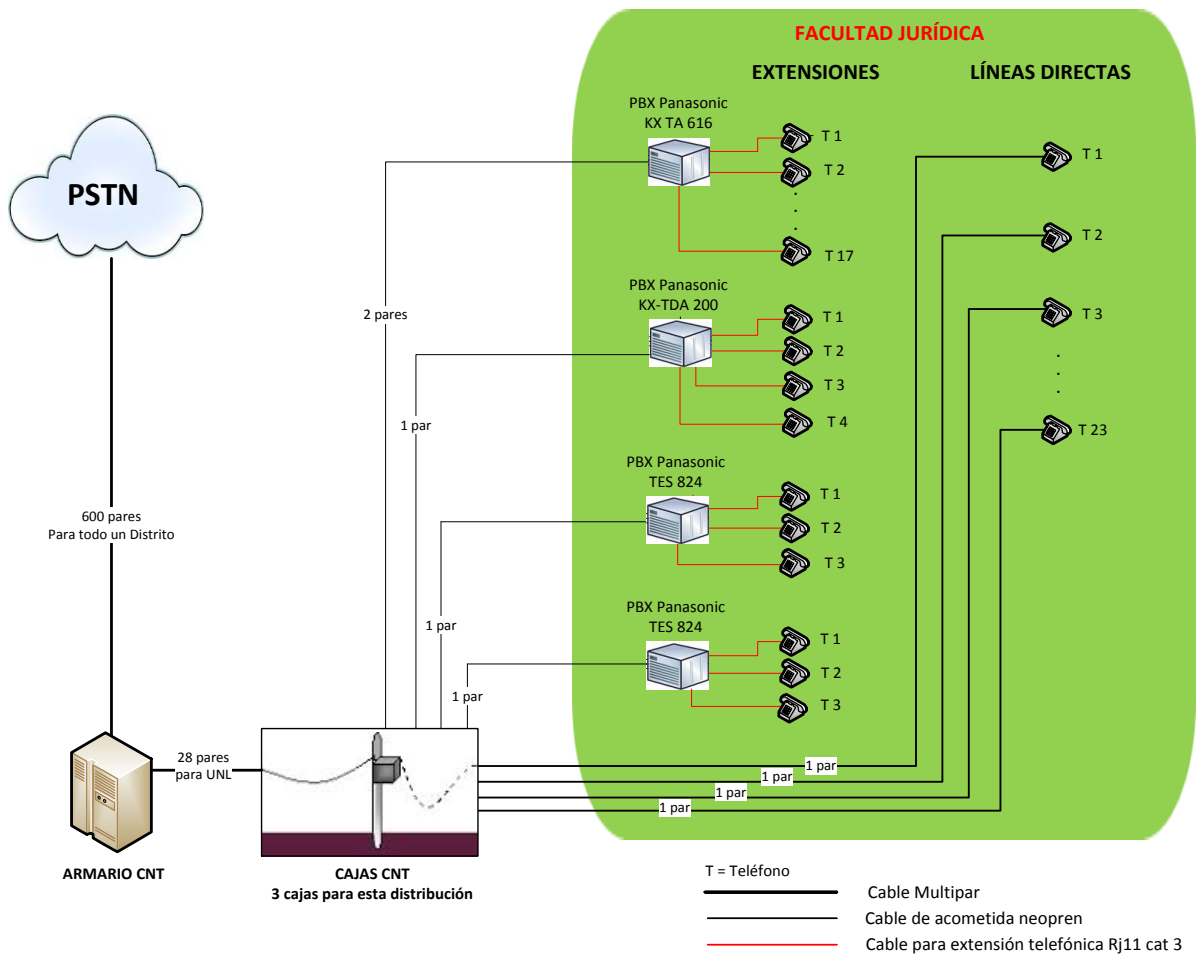 FACULTAD JURÍDICA
EXTENSIONES
LÍNEAS DIRECTAS
PSTN
600 pares
Para todo un Distrito
28 pares
para UNL
ARMARIO CNT
CAJAS CNT
3 cajas para esta distribución
2 pares
1 par
1 par
1 par
PBX Panasonic
KX TA 616
T 1
T 2
.
.
.
T 17
PBX Panasonic
KX-TDA 200
T 1
T 2
T 3
T 4
PBX Panasonic
TES 824
T 1
T 2
T 3
PBX Panasonic
TES 824
T 1
T 2
T 3
T 1
T 2
T 3
.
.
.
T 23
1 par
1 par
1 par
1 par
T = Teléfono
Cable Multipar
Cable de acometida neopren
Cable para extensión telefónica Rj11 cat 3